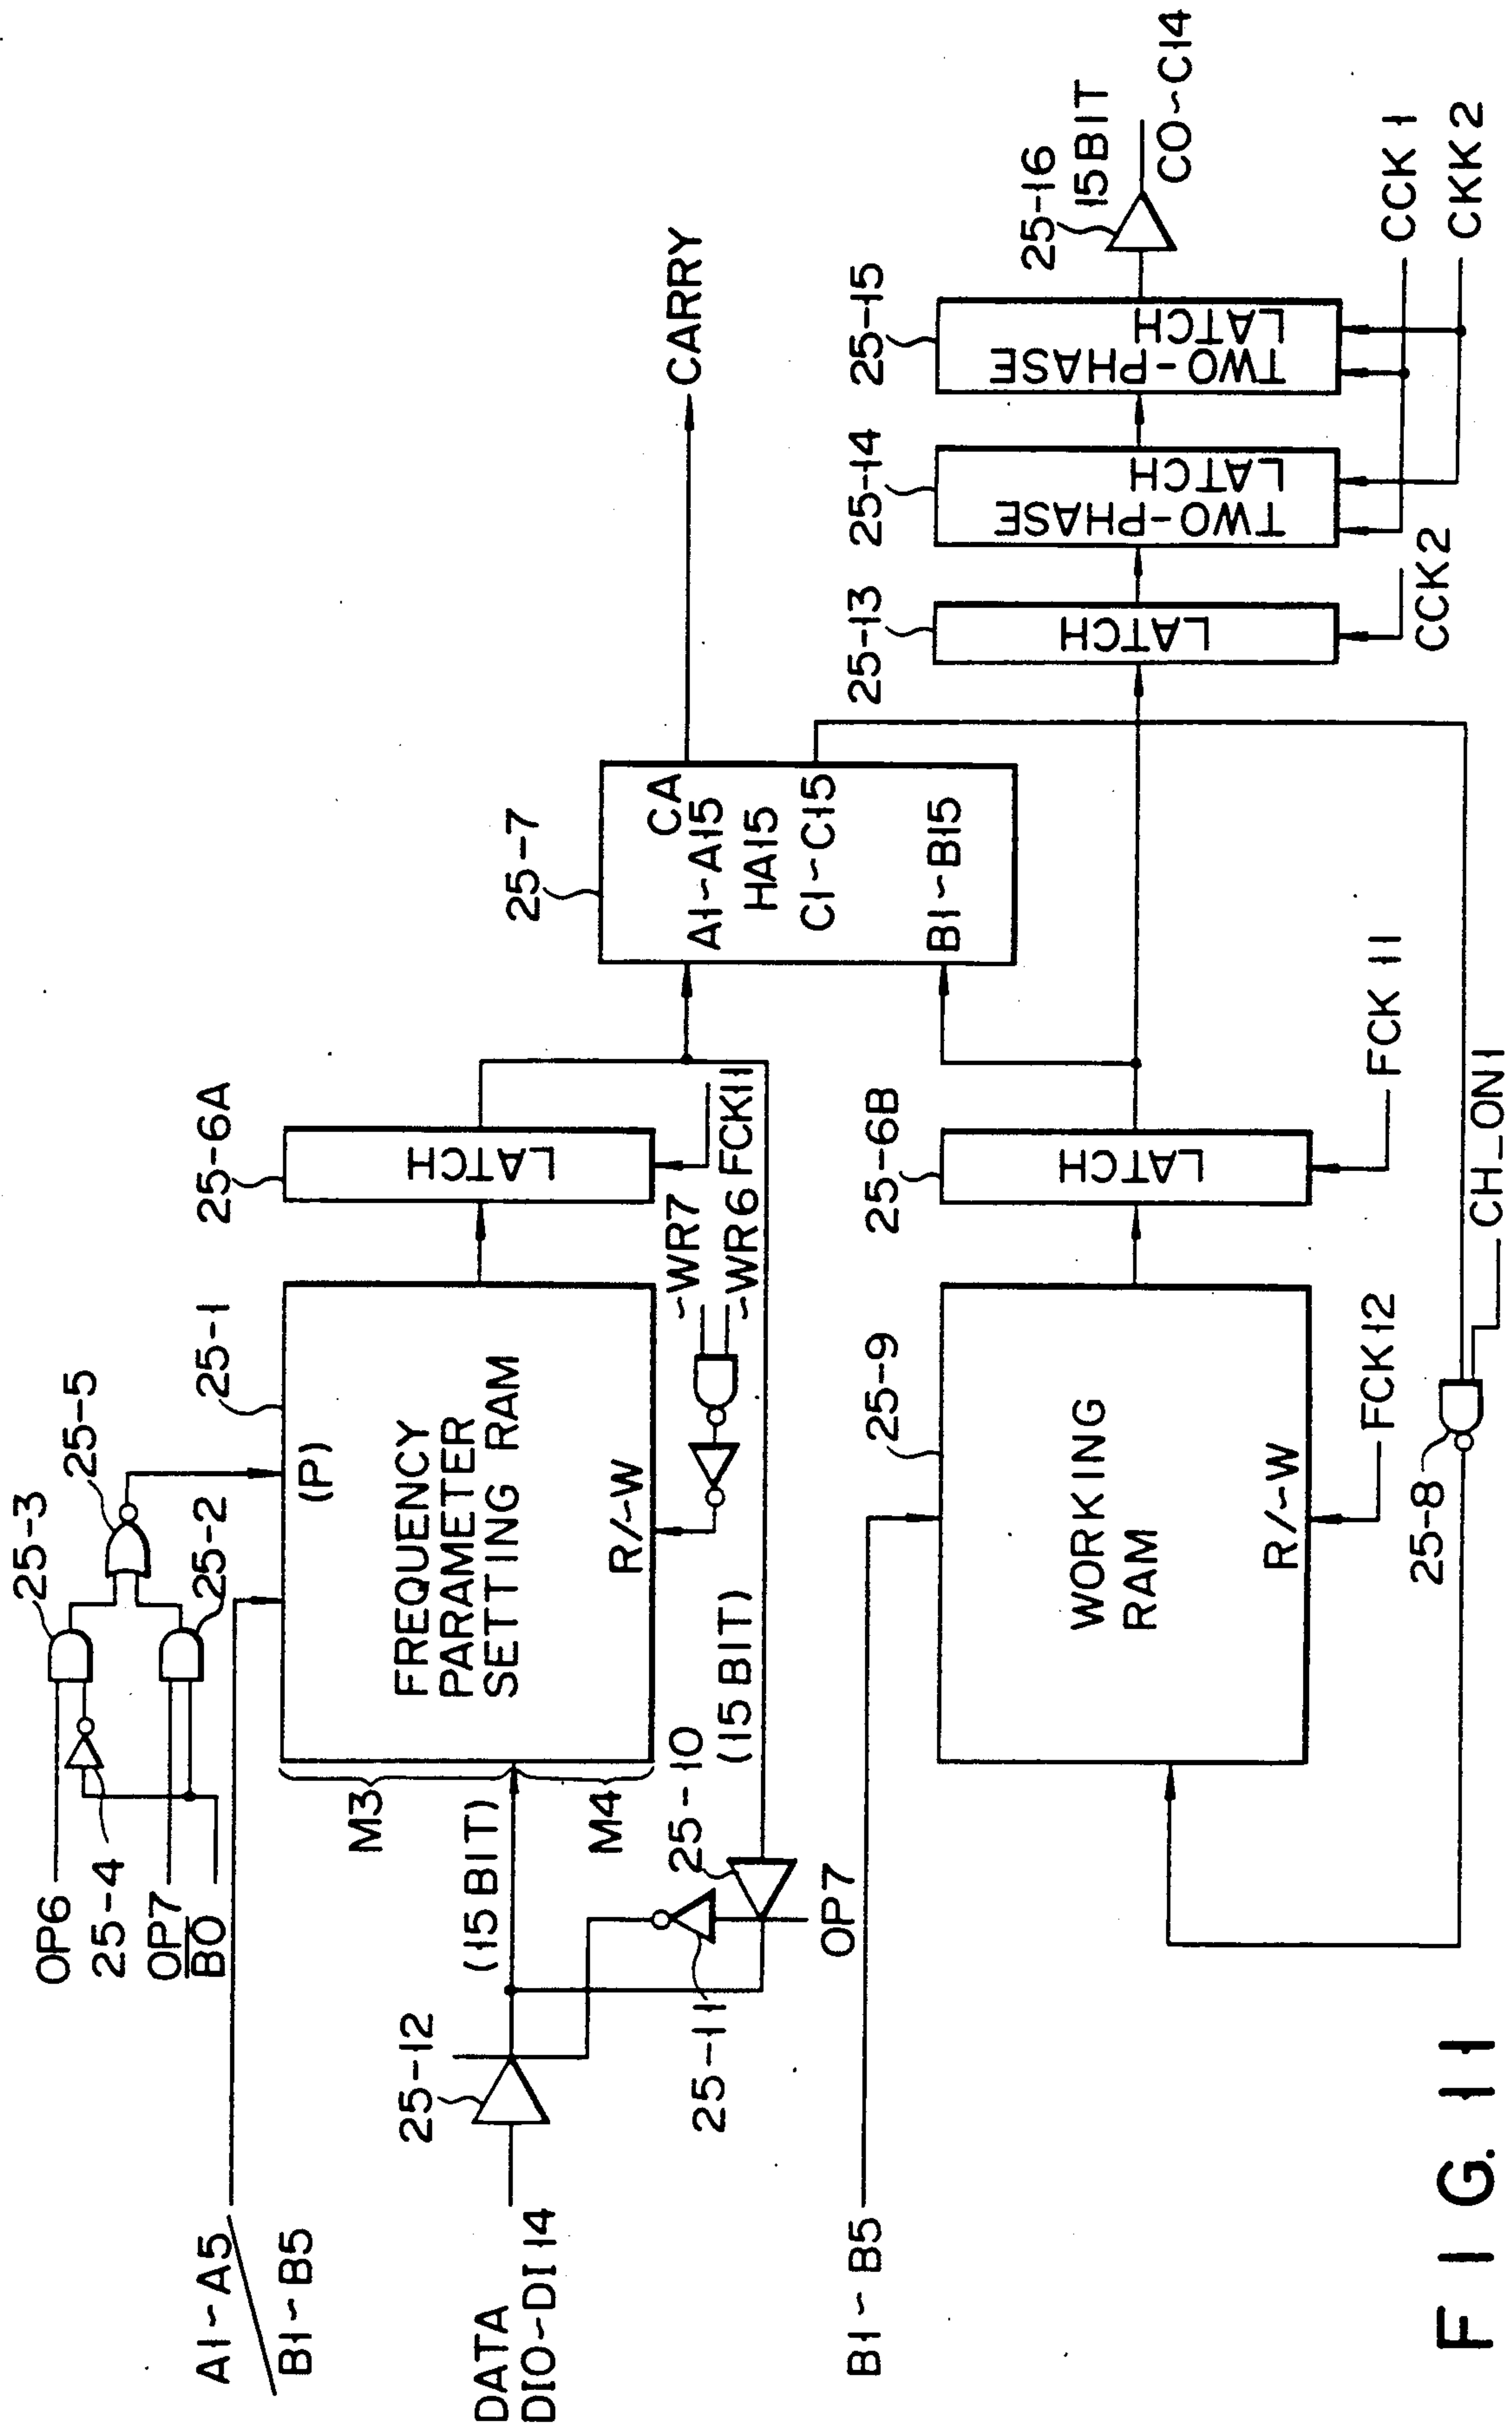 OP6
25-4
OP7
BO
25-3
25-5
25-2
A1~A5
B1~B5
25-1
(P)
FREQUENCY
PARAMETER
SETTING RAM
R/~W
M3
M4
(15 BIT)
25-6A
LATCH
FCK11
~WR7
~WR6
25-7
CA
A1~A15
HA15
C1~C15
B1~B15
CARRY
DATA
DI0~DI14
25-12
25-11
25-10
OP7
(15 BIT)
B1~B5
25-9
WORKING
RAM
R/~W
FCK12
25-6B
LATCH
FCK 11
25-8
CH_ON1
25-13
LATCH
CCK2
25-14
TWO-PHASE
LATCH
25-15
TWO-PHASE
LATCH
25-16
15BIT
C0~C14
CCK 1
CKK2
FIG. 11